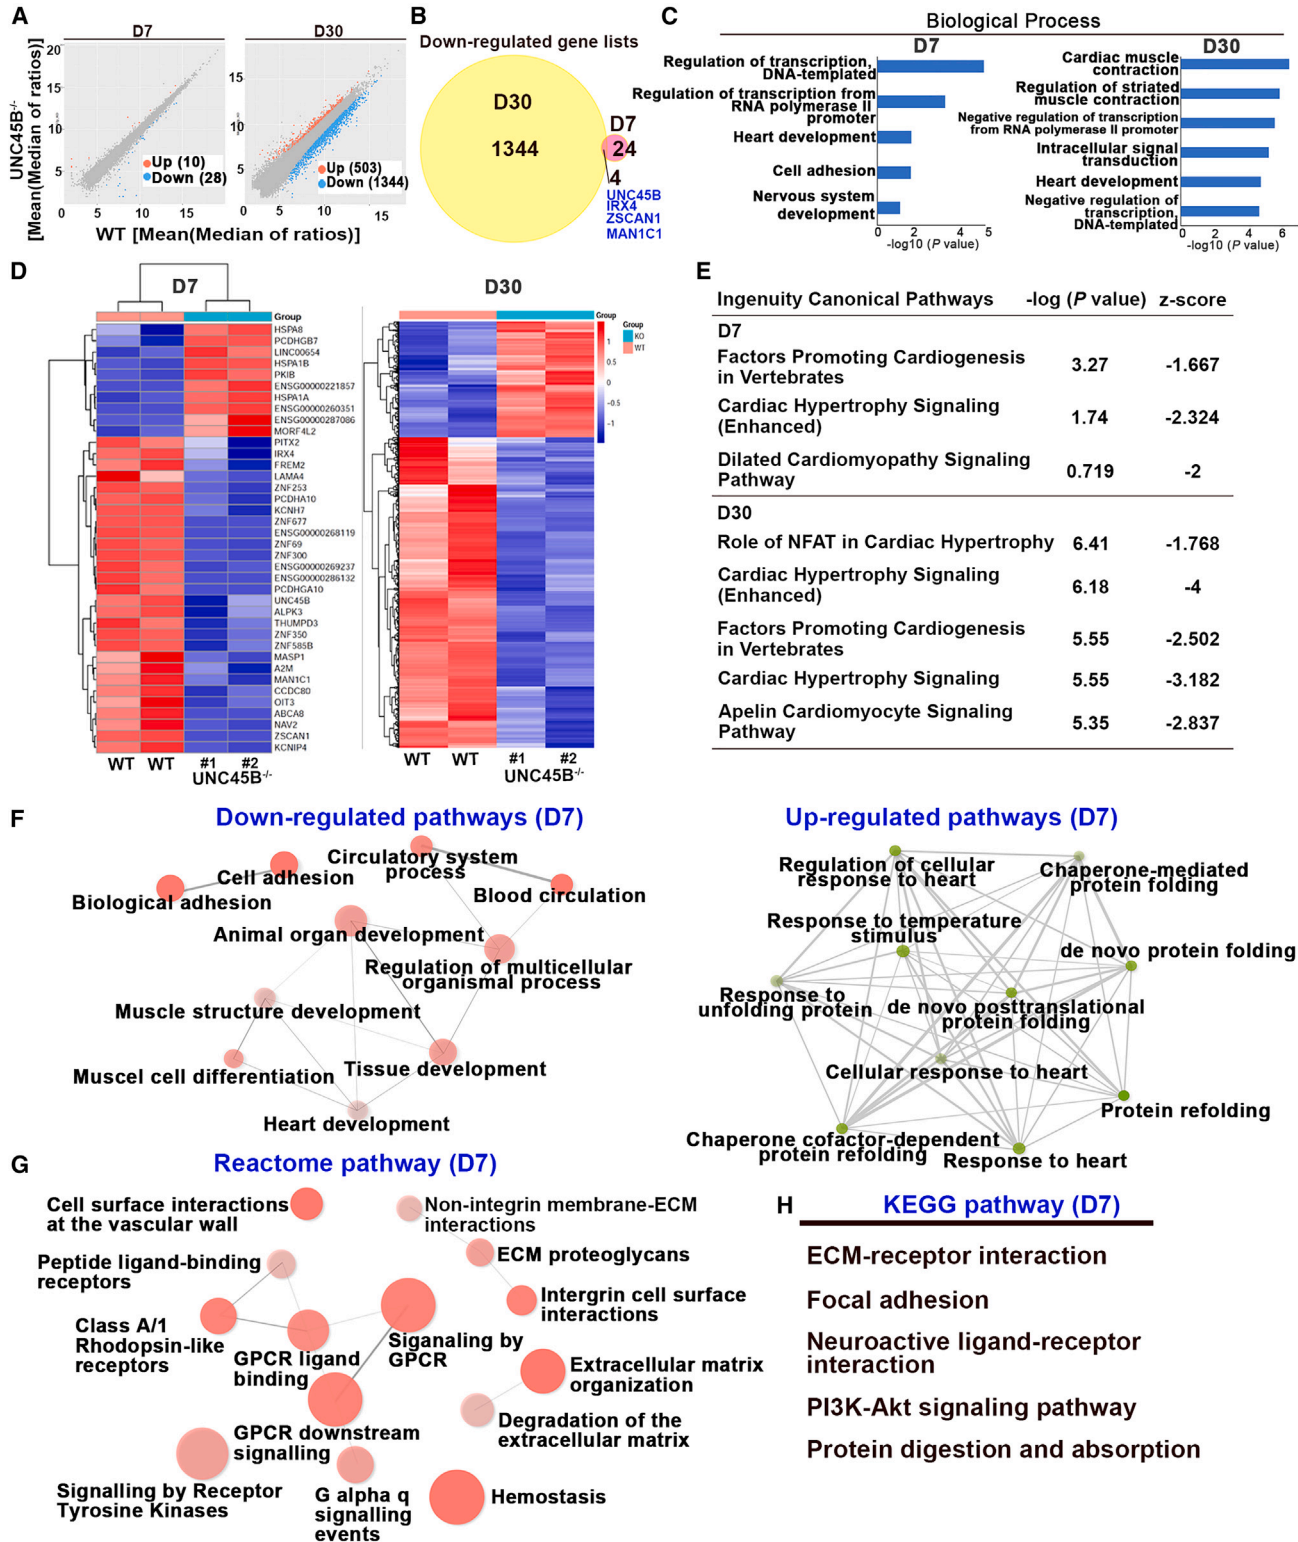 A
D7
D30
UNC45B-/-
[Mean(Median of ratios)]
20
15
10
5
0
5
10
15
Up (10)
Down (28)
15
10
5
0
5
10
15
Up (503)
Down (1344)
WT [Mean(Median of ratios)]
B
Down-regulated gene lists
D30
1344
D7
24
4
UNC45B
IRX4
ZSCAN1
MAN1C1
C
Biological Process
D7
Regulation of transcription,
DNA-templated
Regulation of transcription from
RNA polymerase II
promoter
Heart development
Cell adhesion
Nervous system
development
0 2 4 5
-log10 (P value)
D30
Cardiac muscle
contraction
Regulation of striated
muscle contraction
Negative regulation of transcription
from RNA polymerase II promoter
Intracellular signal
transduction
Heart development
Negative regulation of
transcription,
DNA-templated
0 2 4 6
-log10 (P value)
D
D7
Group
HSPA8
PCDHGB7
LINC00654
HSPA1B
PKIB
ENSG00000221857
HSPA1A
ENSG00000260351
ENSG00000287086
MORF4L2
PITX2
IRX4
FREM2
LAMA4
ZNF253
PCDHA10
KCNH7
ZNF677
ENSG00000268119
ZNF69
ZNF300
ENSG00000269237
ENSG00000286132
PCDHGA10
UNC45B
ALPK3
THUMPD3
ZNF350
ZNF585B
MASP1
A2M
MAN1C1
CCDC80
OIT3
ABCA8
NAV2
ZSCAN1
KCNIP4
WT WT #1 #2
UNC45B-/-
D30
Group
1
0.5
0
-0.5
-1
Group
KO
WT
WT WT #1 #2
UNC45B-/-
E
Ingenuity Canonical Pathways -log (P value) z-score
D7
Factors Promoting Cardiogenesis
in Vertebrates
3.27 -1.667
Cardiac Hypertrophy Signaling
(Enhanced)
1.74 -2.324
Dilated Cardiomyopathy Signaling
Pathway
0.719 -2
D30
Role of NFAT in Cardiac Hypertrophy 6.41 -1.768
Cardiac Hypertrophy Signaling
(Enhanced)
6.18 -4
Factors Promoting Cardiogenesis
in Vertebrates
5.55 -2.502
Cardiac Hypertrophy Signaling 5.55 -3.182
Apelin Cardiomyocyte Signaling
Pathway
5.35 -2.837
F
Down-regulated pathways (D7)
Circulatory system
process
Cell adhesion
Biological adhesion
Blood circulation
Animal organ development
Regulation of multicellular
organismal process
Muscle structure development
Tissue development
Muscel cell differentiation
Heart development
Up-regulated pathways (D7)
Regulation of cellular
response to heart
Chaperone-mediated
protein folding
Response to temperature
stimulus
de novo protein folding
Response to
unfolding protein
de novo posttranslational
protein folding
Cellular response to heart
Protein refolding
Chaperone cofactor-dependent
protein refolding
Response to heart
G
Reactome pathway (D7)
Cell surface interactions
at the vascular wall
Non-integrin membrane-ECM
interactions
Peptide ligand-binding
receptors
ECM proteoglycans
Intergrin cell surface
interactions
Class A/1
Rhodopsin-like
receptors
GPCR ligand
binding
Siganaling by
GPCR
Extracellular matrix
organization
Degradation of the
extracellular matrix
GPCR downstream
signalling
Signalling by Receptor
Tyrosine Kinases
G alpha q
signalling
events
Hemostasis
H
KEGG pathway (D7)
ECM-receptor interaction
Focal adhesion
Neuroactive ligand-receptor
interaction
PI3K-Akt signaling pathway
Protein digestion and absorption